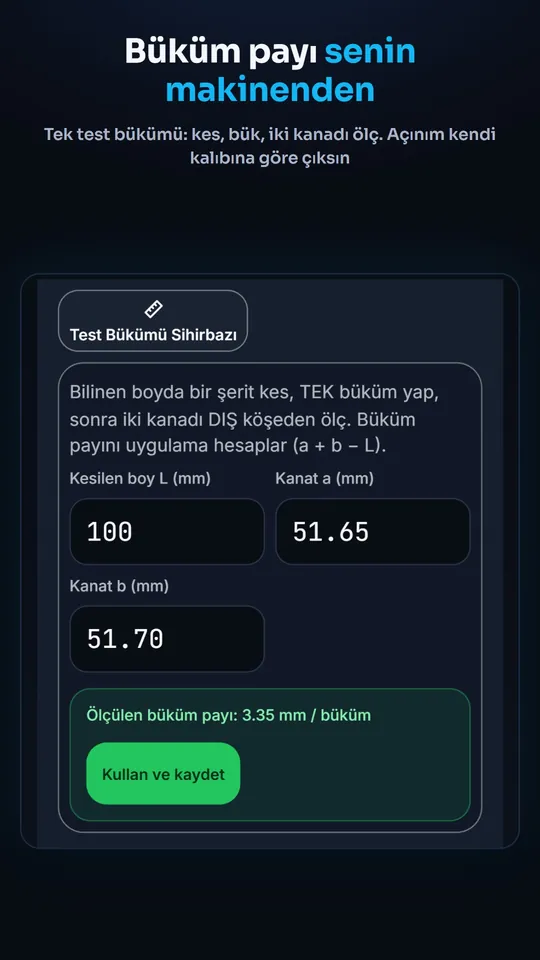 Büküm payı senin
makinenden
Tek test bükümü: kes, bük, iki kanadı ölç. Açınım kendi
kalıbına göre çıksın
Test Bükümü Sihirbazı
Bilinen boyda bir şerit kes, TEK büküm yap,
sonra iki kanadı DIŞ köşeden ölç. Büküm
payını uygulama hesaplar (a + b − L).
Kesilen boy L (mm)
Kanat a (mm)
100
51.65
Kanat b (mm)
51.70
Ölçülen büküm payı: 3.35 mm / büküm
Kullan ve kaydet